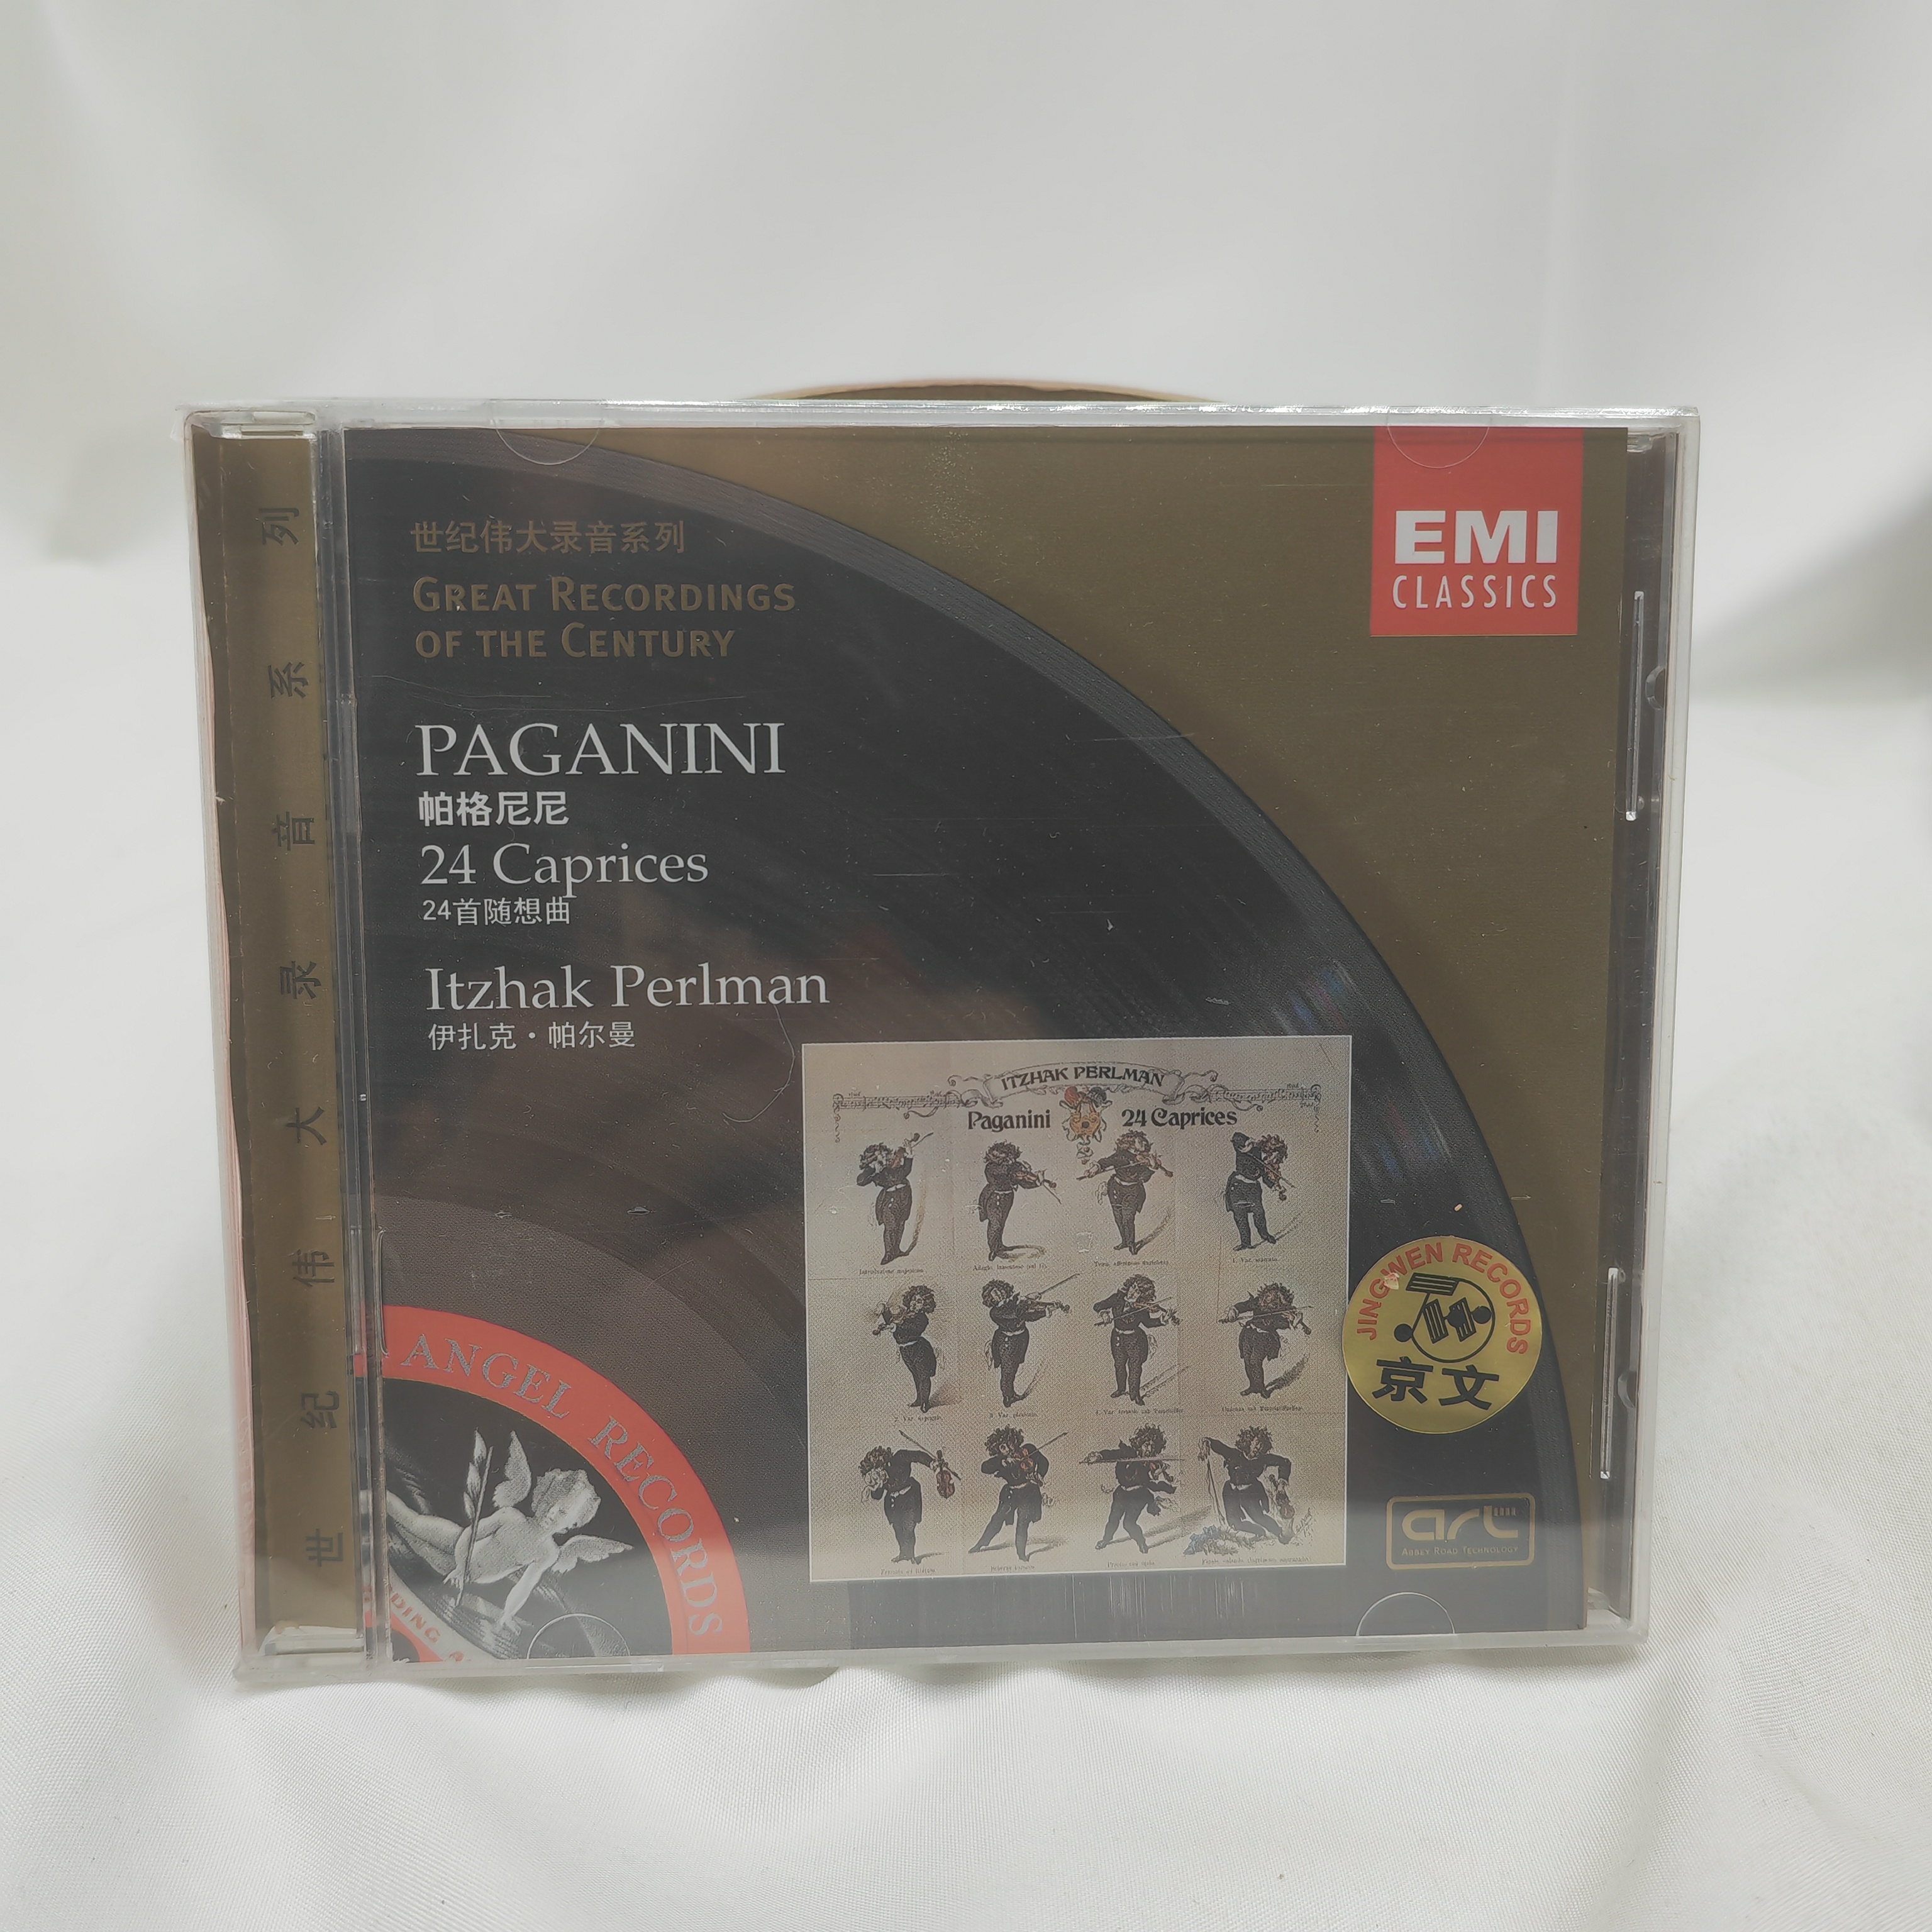 世纪伟大录音系列
世纪伟大录音系列
GREAT RECORDINGS
OF THE CENTURY
EMI
CLASSICS
PAGANINI
帕格尼尼
24 Caprices
24首随想曲
Itzhak Perlman
伊扎克·帕尔曼
ITZHAK PERLMAN
Paganini 24 Caprices
JINGWEN RECORDS
京文
ANGEL RECORDS
art
ABBEY ROAD TECHNOLOGY